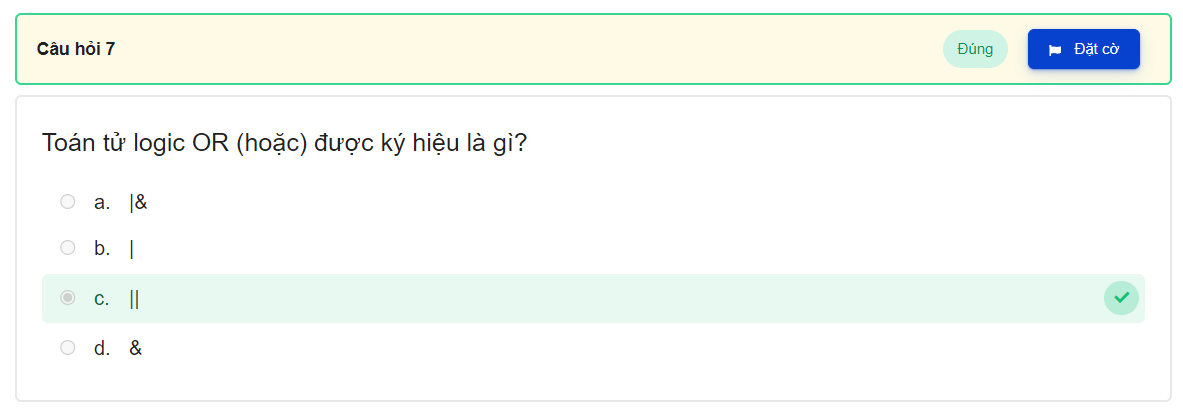 Câu hỏi 7
Đúng
Đặt cờ
Toán tử logic OR (hoặc) được ký hiệu là gì?
a. |&
b. |
c. ||
d. &